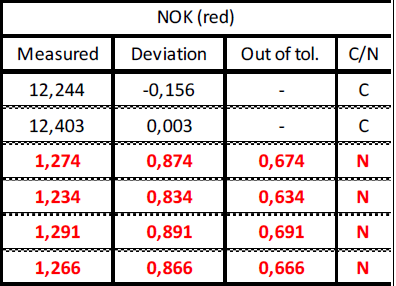 NOK (red)
Measured Deviation Out of tol. C/N
12,244 -0,156 - C
12,403 0,003 - C
1,274 0,874 0,674 N
1,234 0,834 0,634 N
1,291 0,891 0,691 N
1,266 0,866 0,666 N